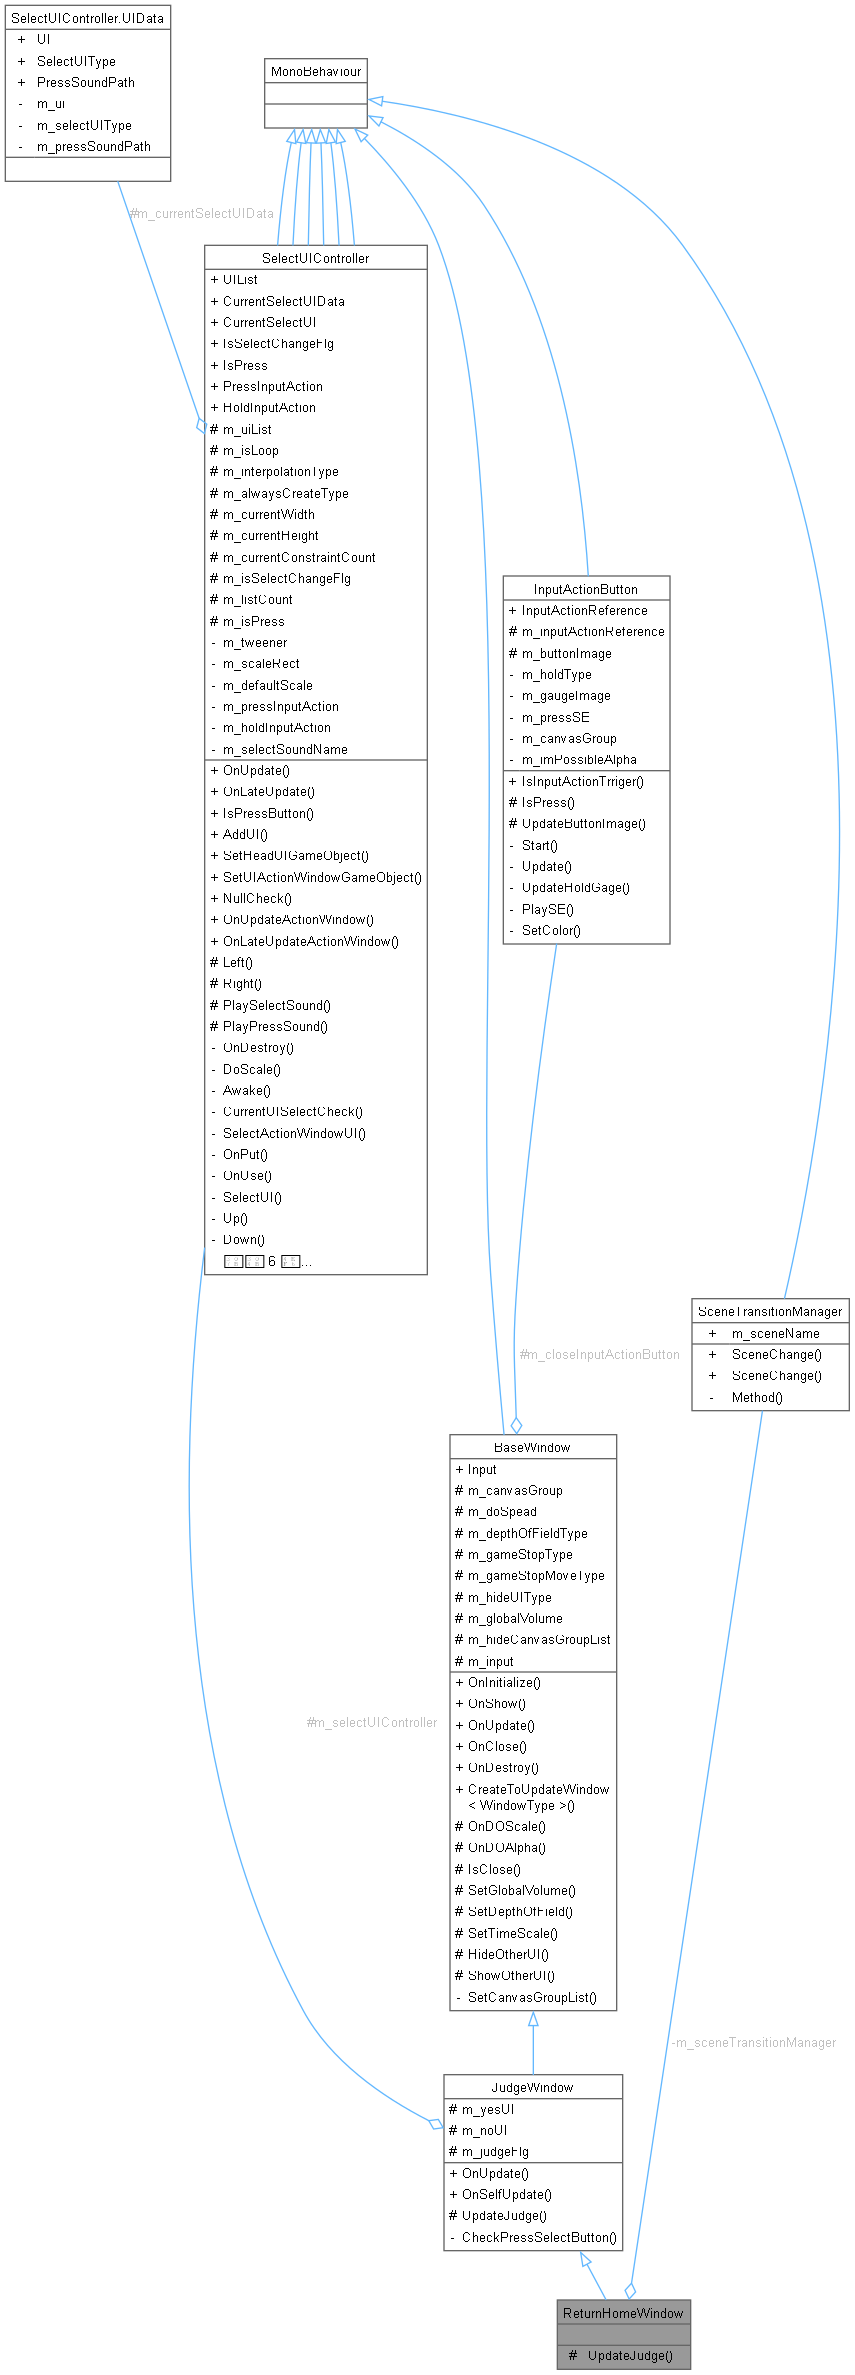 SelectUIController.UIData
+ UI
+ SelectUIType
+ PressSoundPath
- m_ui
- m_selectUIType
- m_pressSoundPath
MonoBehaviour
#m_currentSelectUIData
SelectUIController
+ UIList
+ CurrentSelectUIData
+ CurrentSelectUI
+ IsSelectChangeFlg
+ IsPress
+ PressInputAction
+ HoldInputAction
# m_uiList
# m_isLoop
# m_interpolationType
# m_alwaysCreateType
# m_currentWidth
# m_currentHeight
# m_currentConstraintCount
# m_isSelectChangeFlg
# m_listCount
# m_isPress
- m_tweener
- m_scaleRect
- m_defaultScale
- m_pressInputAction
- m_holdInputAction
- m_selectSoundName
+ OnUpdate()
+ OnLateUpdate()
+ IsPressButton()
+ AddUI()
+ SetHeadUIGameObject()
+ SetUIActionWindowGameObject()
+ NullCheck()
+ OnUpdateActionWindow()
+ OnLateUpdateActionWindow()
# Left()
# Right()
# PlaySelectSound()
# PlayPressSound()
- OnDestroy()
- DoScale()
- Awake()
- CurrentUISelectCheck()
- SelectActionWindowUI()
- OnPut()
- OnUse()
- SelectUI()
- Up()
- Down()
6 ...
InputActionButton
+ InputActionReference
# m_inputActionReference
# m_buttonImage
- m_holdType
- m_gaugeImage
- m_pressSE
- m_canvasGroup
- m_imPossibleAlpha
+ IsInputActionTrriger()
# IsPress()
# UpdateButtonImage()
- Start()
- Update()
- UpdateHoldGage()
- PlaySE()
- SetColor()
SceneTransitionManager
+ m_sceneName
+ SceneChange()
+ SceneChange()
- Method()
#m_closeInputActionButton
BaseWindow
+ Input
# m_canvasGroup
# m_doSpead
# m_depthOfFieldType
# m_gameStopType
# m_gameStopMoveType
# m_hideUIType
# m_globalVolume
# m_hideCanvasGroupList
# m_input
+ OnInitialize()
+ OnShow()
+ OnUpdate()
+ OnClose()
+ OnDestroy()
+ CreateToUpdateWindow
< WindowType >()
# OnDOScale()
# OnDOAlpha()
# IsClose()
# SetGlobalVolume()
# SetDepthOfField()
# SetTimeScale()
# HideOtherUI()
# ShowOtherUI()
- SetCanvasGroupList()
#m_selectUIController
-m_sceneTransitionManager
JudgeWindow
# m_yesUI
# m_noUI
# m_judgeFlg
+ OnUpdate()
+ OnSelfUpdate()
# UpdateJudge()
- CheckPressSelectButton()
ReturnHomeWindow
# UpdateJudge()